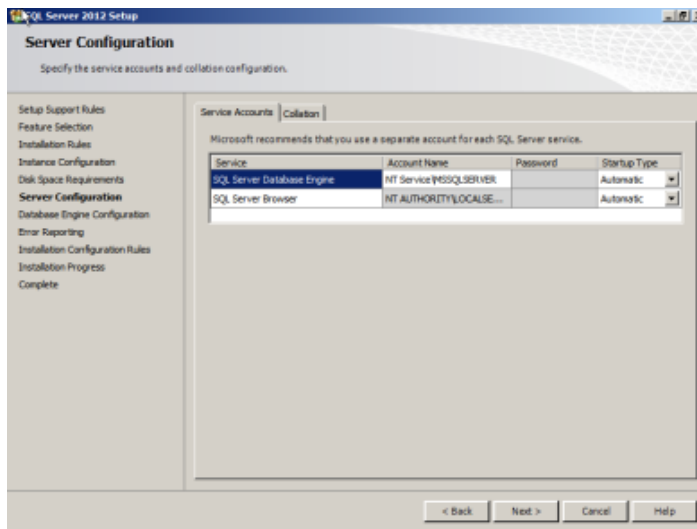 SQL Server 2012 Setup
Server Configuration
Specify the service accounts and collation configuration.
Setup Support Rules
Feature Selection
Installation Rules
Instance Configuration
Disk Space Requirements
Server Configuration
Database Engine Configuration
Error Reporting
Installation Configuration Rules
Installation Progress
Complete
Service Accounts Collation
Microsoft recommends that you use a separate account for each SQL Server service.
Service Account Name Password Startup Type
SQL Server Database Engine NT Service\MSSQLSERVER Automatic
SQL Server Browser NT AUTHORITY\LOCALSE... Automatic
< Back Next > Cancel Help